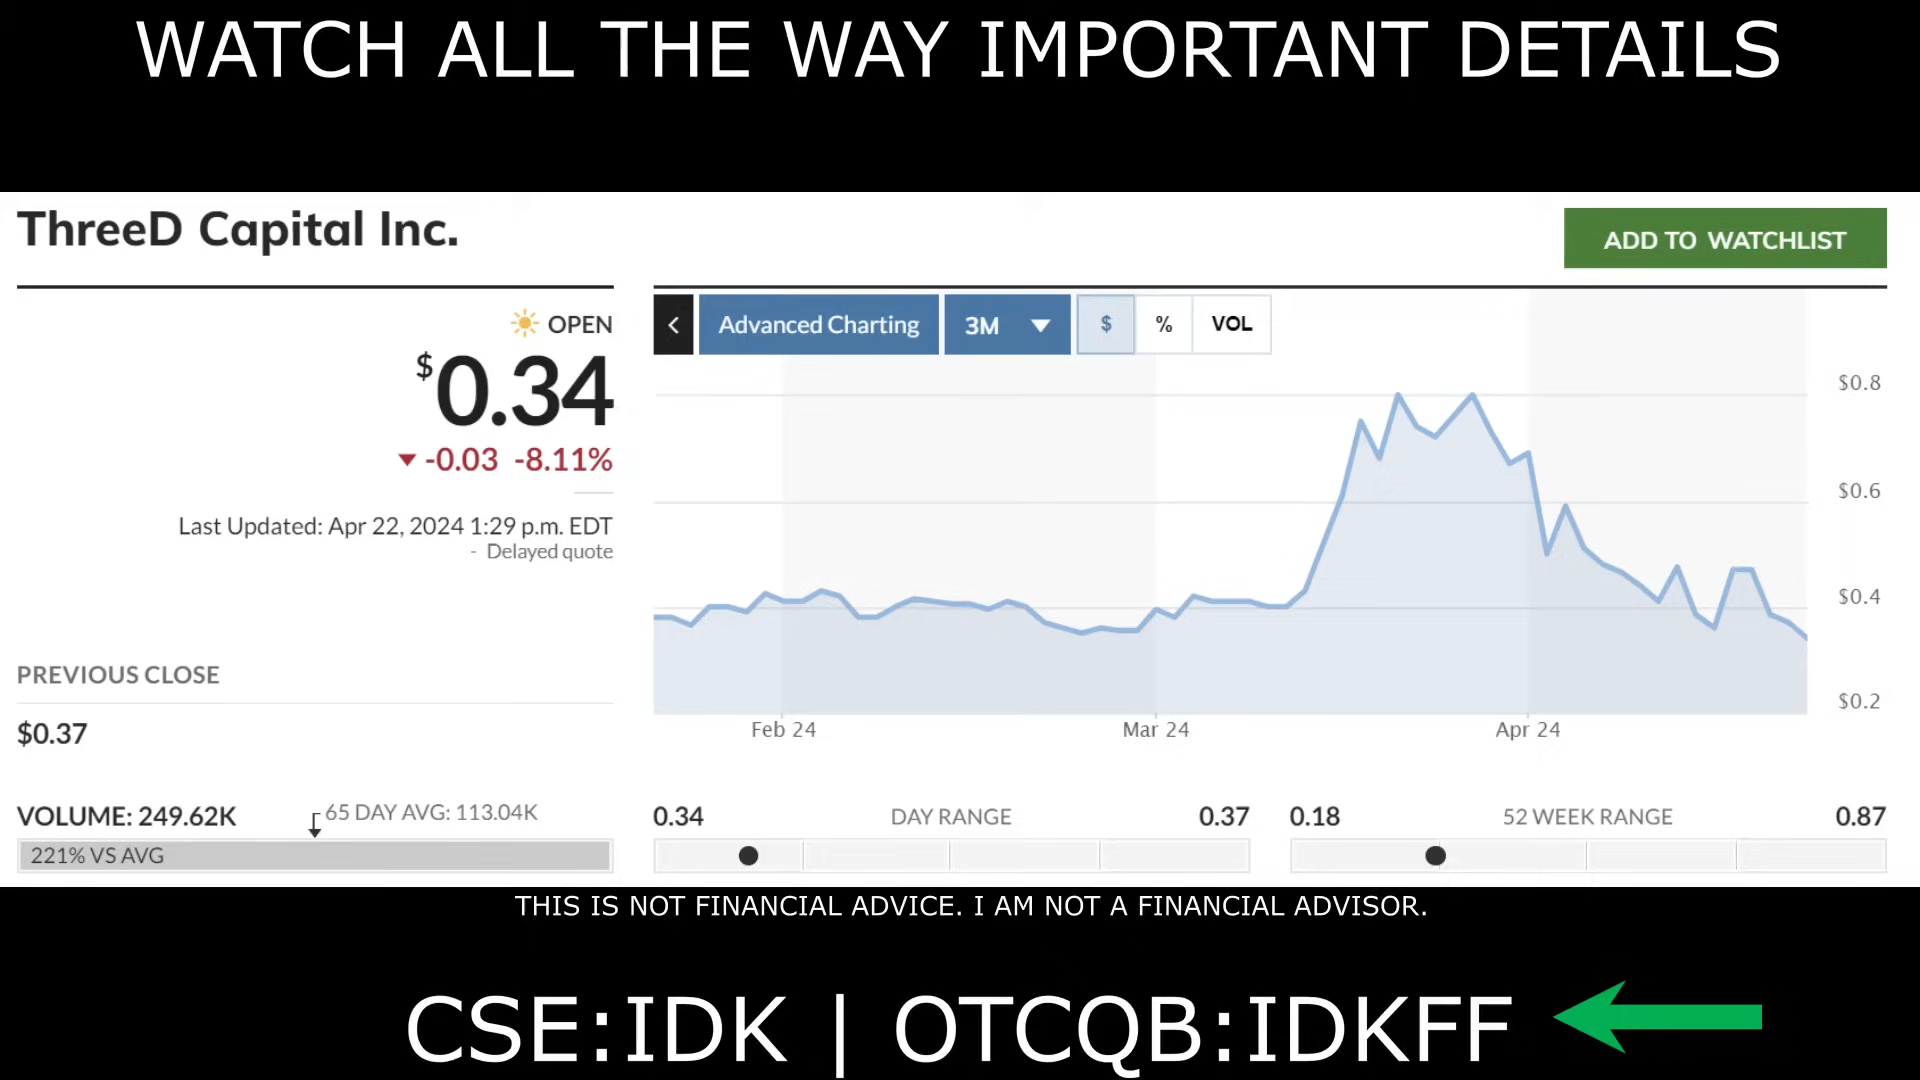 WATCH ALL THE WAY IMPORTANT DETAILS
ThreeD Capital Inc.
ADD TO WATCHLIST
OPEN
$0.34
-0.03 -8.11%
Last Updated: Apr 22, 2024 1:29 p.m. EDT
- Delayed quote
PREVIOUS CLOSE
$0.37
VOLUME: 249.62K
65 DAY AVG: 113.04K
221% VS AVG
Advanced Charting
3M
$
%
VOL
$0.8
$0.6
$0.4
$0.2
Feb 24
Mar 24
Apr 24
0.34 DAY RANGE 0.37
0.18 52 WEEK RANGE 0.87
THIS IS NOT FINANCIAL ADVICE. I AM NOT A FINANCIAL ADVISOR.
CSE:IDK | OTCQB:IDKFF